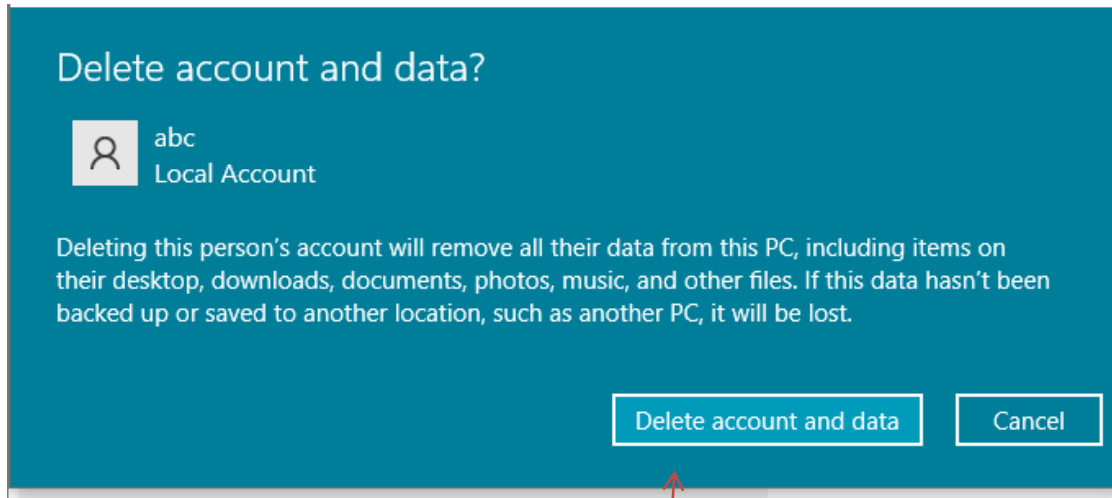 Delete account and data?
abc
Local Account
Deleting this person’s account will remove all their data from this PC, including items on
their desktop, downloads, documents, photos, music, and other files. If this data hasn’t been
backed up or saved to another location, such as another PC, it will be lost.
Delete account and data
Cancel